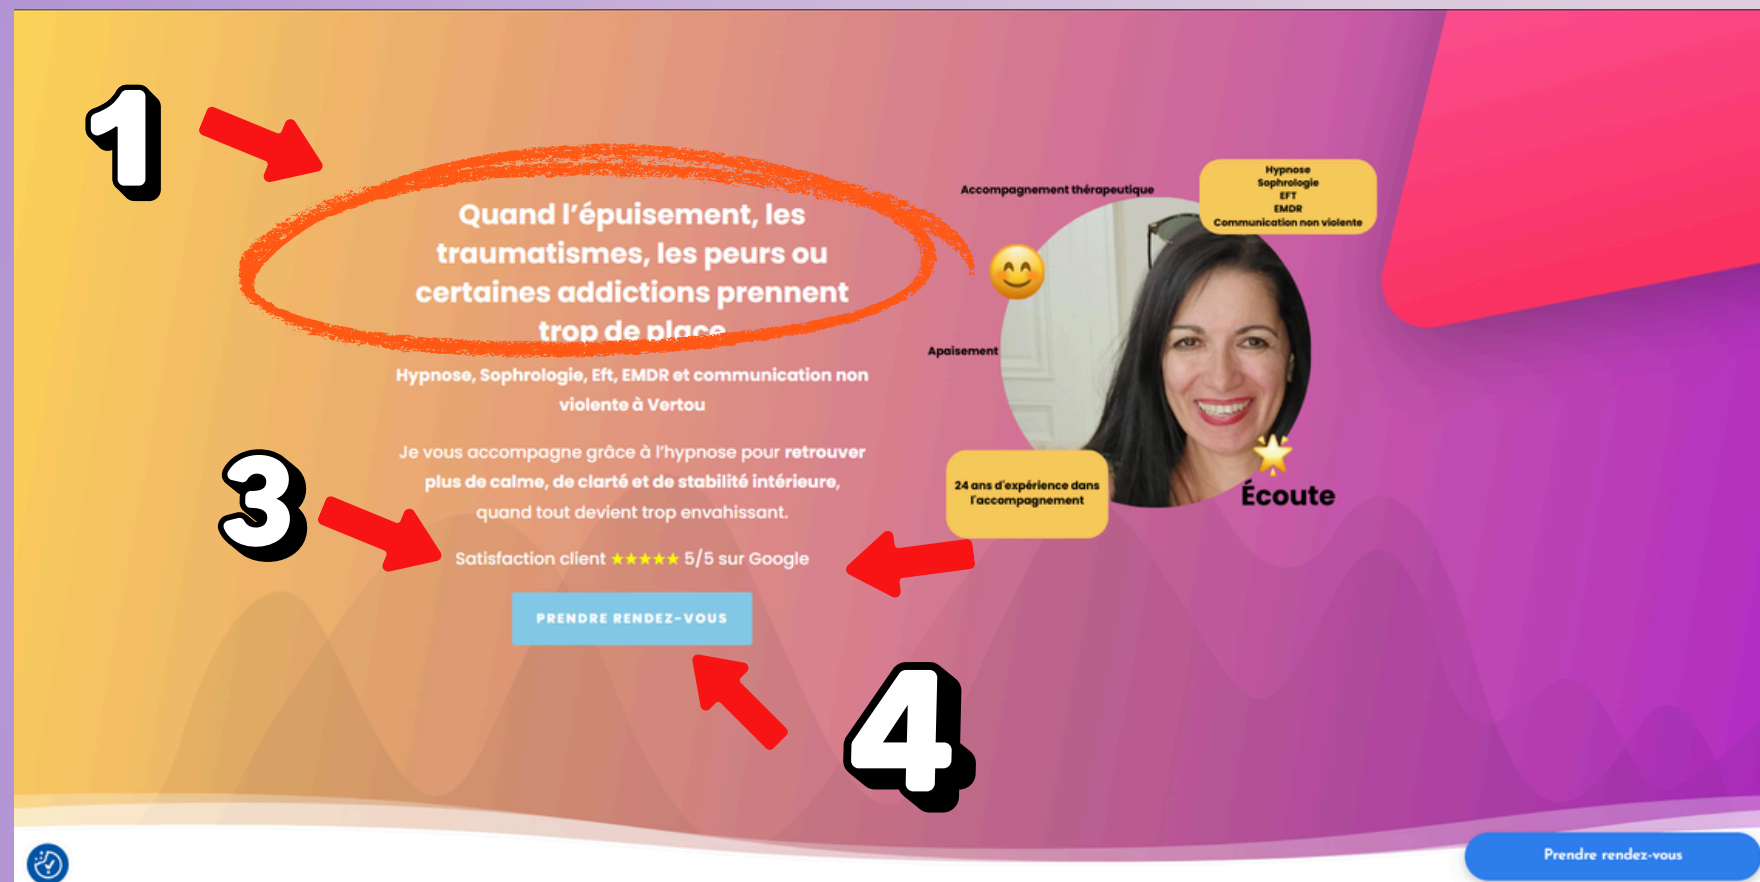 1
Quand l'épuisement, les
traumatismes, les peurs ou
certaines addictions prennent
trop de place
Hypnose, Sophrologie, Eft, EMDR et communication non
violente à Vertou
3
Je vous accompagne grâce à l'hypnose pour retrouver
plus de calme, de clarté et de stabilité intérieure,
quand tout devient trop envahissant.
Satisfaction client ★★★★★ 5/5 sur Google
PRENDRE RENDEZ-VOUS
4
Accompagnement thérapeutique
Hypnose
Sophrologie
EFT
EMDR
Communication non violente
Apaisement
24 ans d'expérience dans
l'accompagnement
Écoute
Prendre rendez-vous